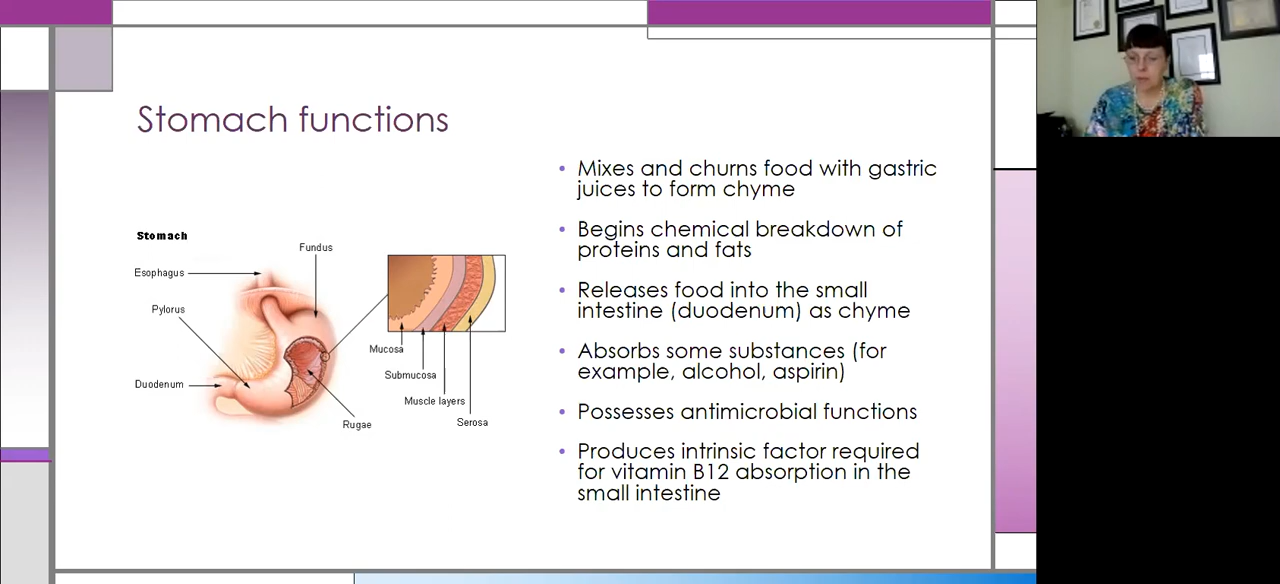 Stomach functions
Stomach
Fundus
Esophagus
Pylorus
Duodenum
Rugae
Mucosa
Submucosa
Muscle layers
Serosa
• Mixes and churns food with gastric
juices to form chyme
• Begins chemical breakdown of
proteins and fats
• Releases food into the small
intestine (duodenum) as chyme
• Absorbs some substances (for
example, alcohol, aspirin)
• Possesses antimicrobial functions
• Produces intrinsic factor required
for vitamin B12 absorption in the
small intestine